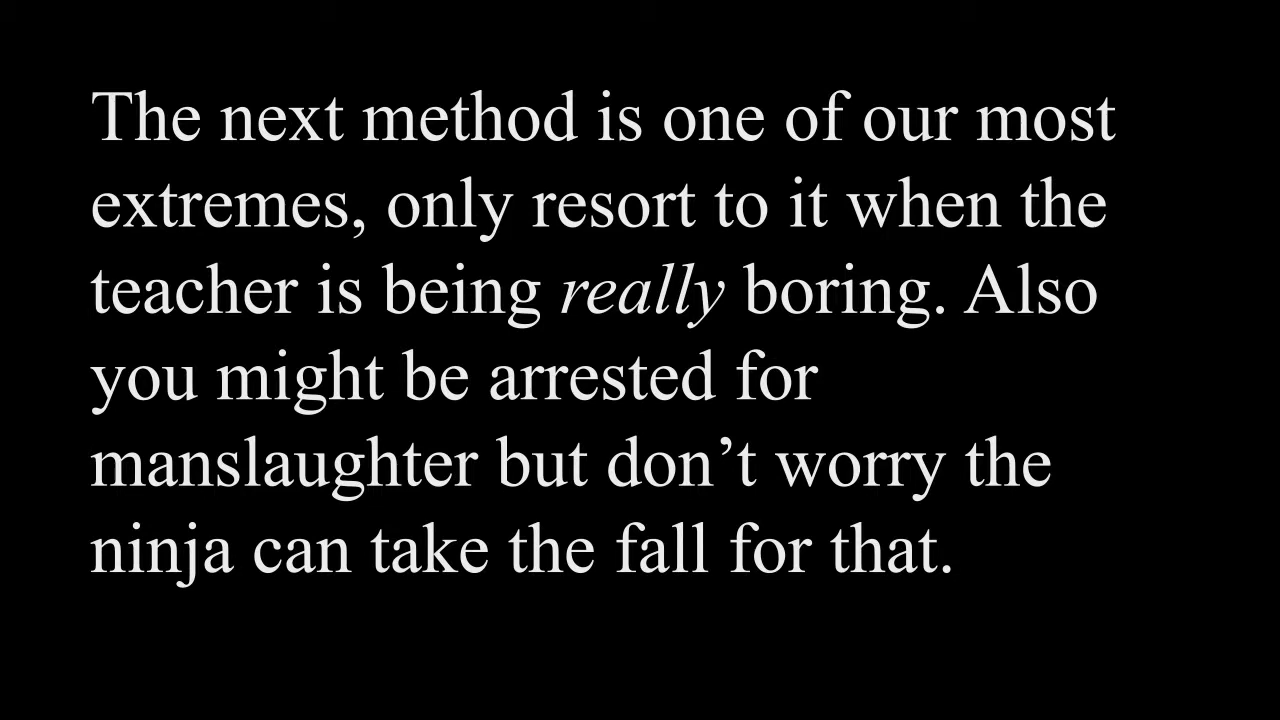 The next method is one of our most
extremes, only resort to it when the
teacher is being really boring. Also
you might be arrested for
manslaughter but don’t worry the
ninja can take the fall for that.